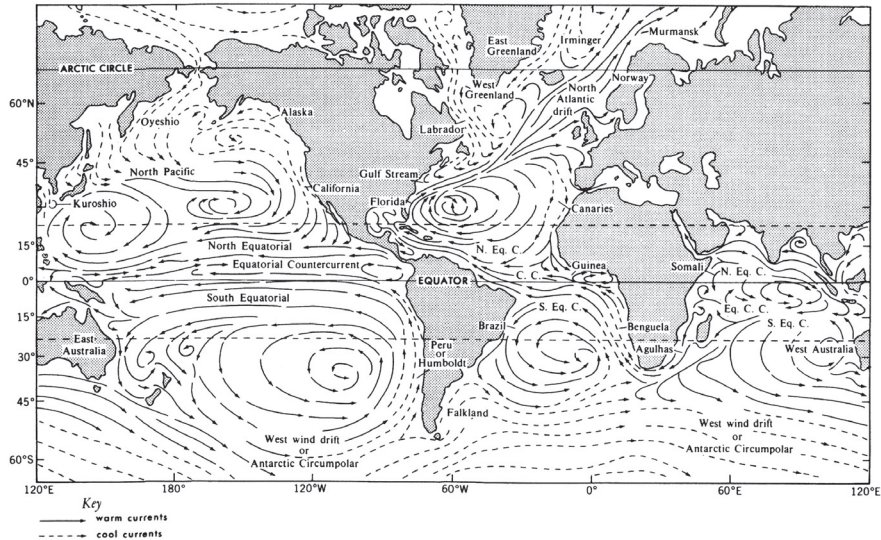 East
Greenland
Irminger
Murmansk
ARCTIC CIRCLE
West
Greenland
North
Atlantic
drift
Norway
60°N
Alaska
Oyeshio
Labrador
45°
North Pacific
Gulf Stream
California
Kuroshio
Florida
Canaries
15°
North Equatorial
N. Eq. C.
Equatorial Countercurrent
C. C.
Guinea
Somali
N. Eq. C.
0°
EQUATOR
South Equatorial
S. Eq. C.
Eq. C. C.
15°
Brazil
Benguela
S. Eq. C.
East
Australia
Peru
or
Humboldt
Agulhas
West Australia
30°
45°
Falkland
West wind drift
or
Antarctic Circumpolar
West wind drift
or
Antarctic Circumpolar
60°S
120°E
180°
120°W
60°W
0°
60°E
120°E
Key
warm currents
cool currents